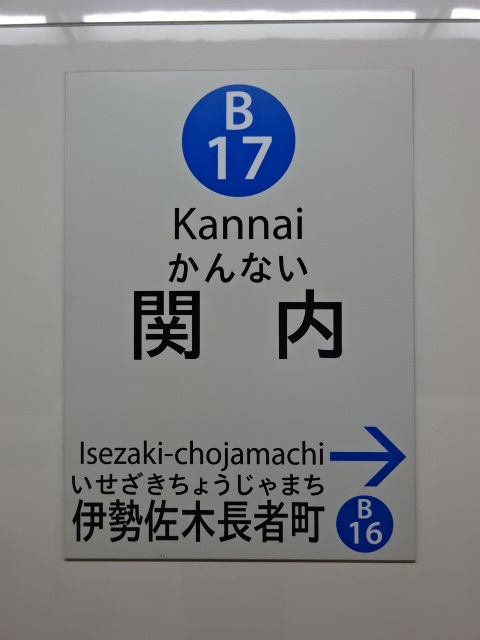 B
17
Kannai
かんない
関内
Isezaki-chojamachi
いせざきちょうじゃまち
伊勢佐木長者町
B
16